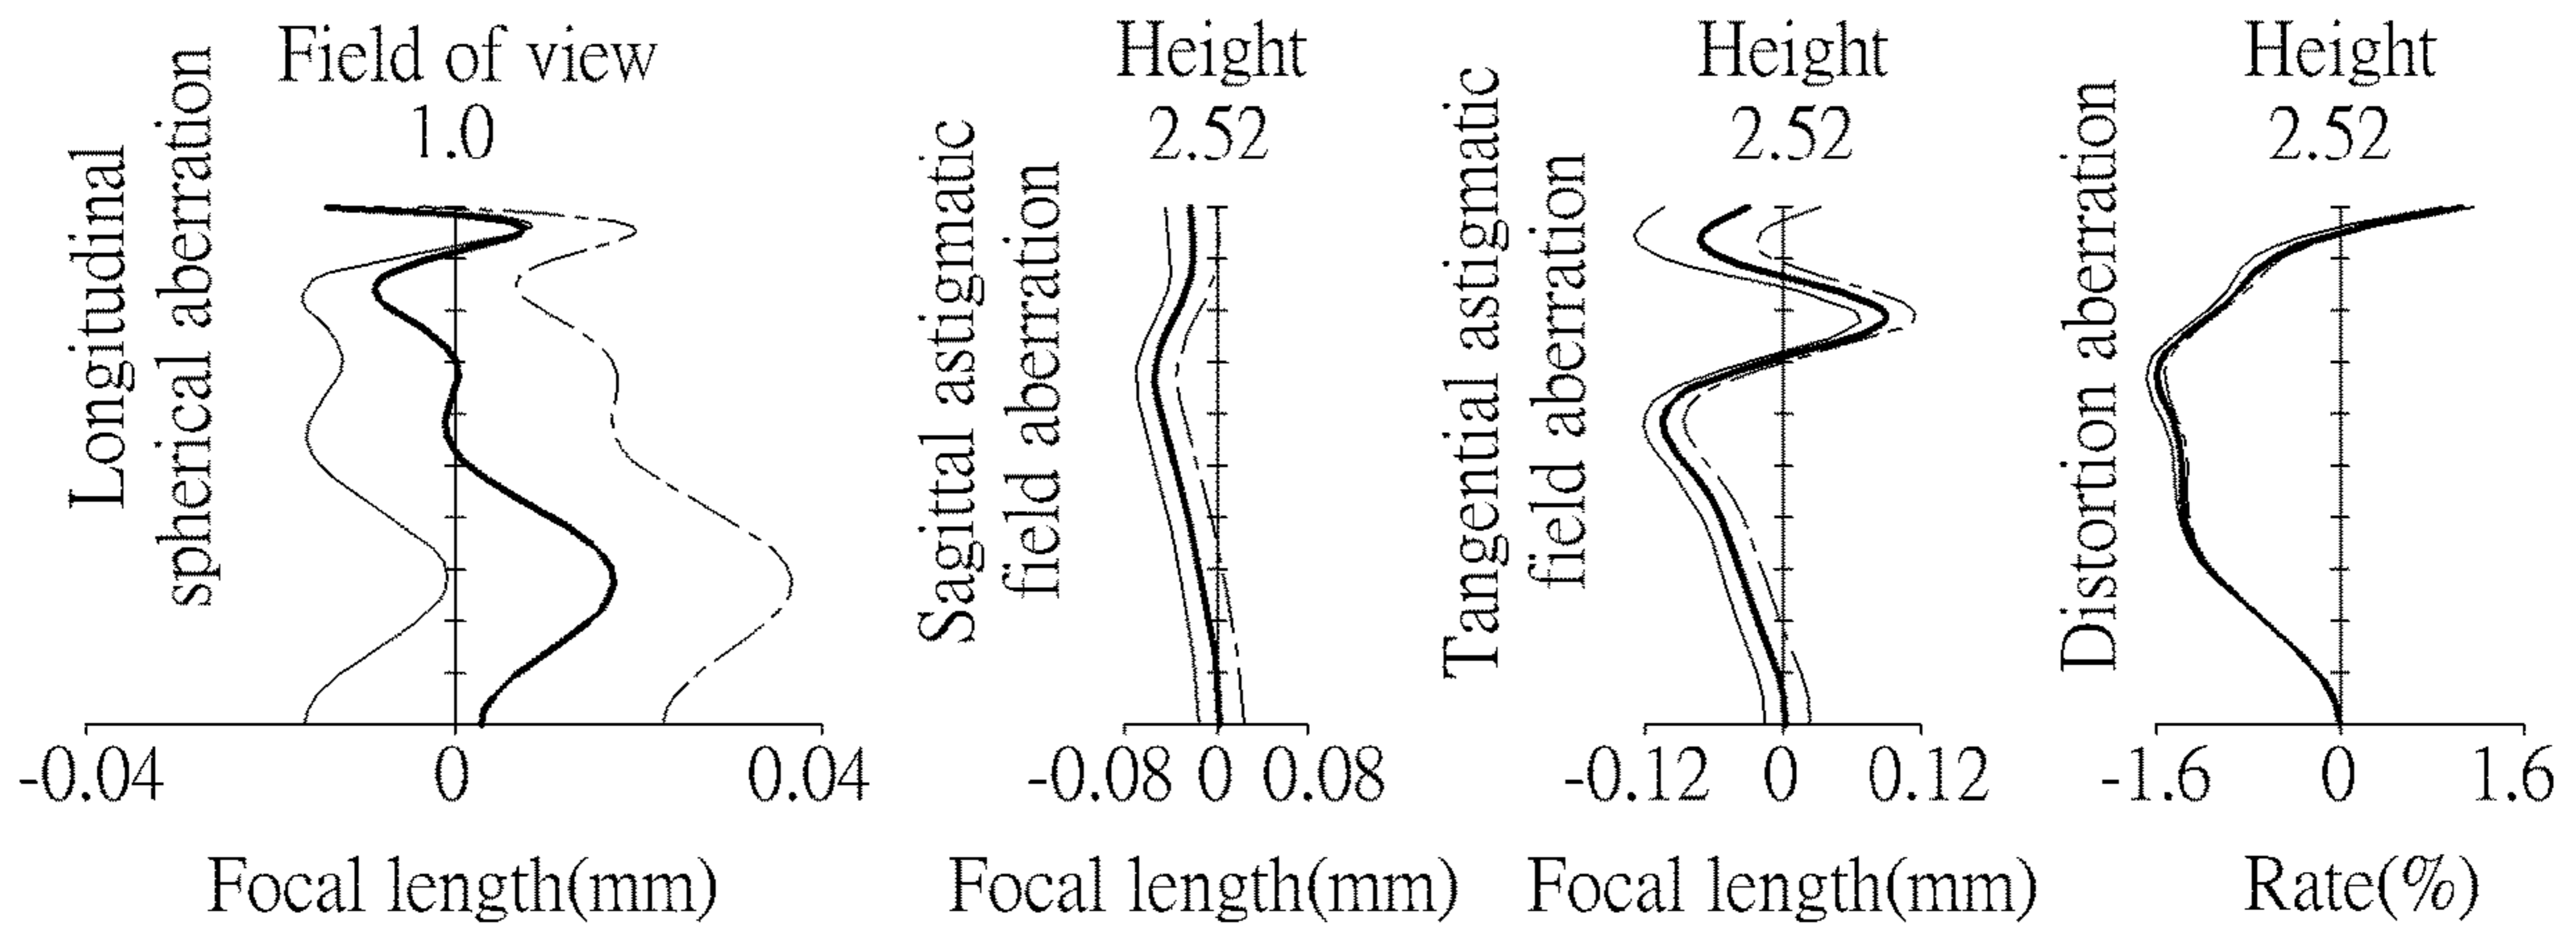 Longitudinal
spherical aberration
Field of view
1.0
-0.04 0 0.04
Focal length(mm)
Sagittal astigmatic
field aberration
Height
2.52
-0.08 0 0.08
Focal length(mm)
Tangential astigmatic
field aberration
Height
2.52
-0.12 0 0.12
Focal length(mm)
Distortion aberration
Height
2.52
-1.6 0 1.6
Rate(%)